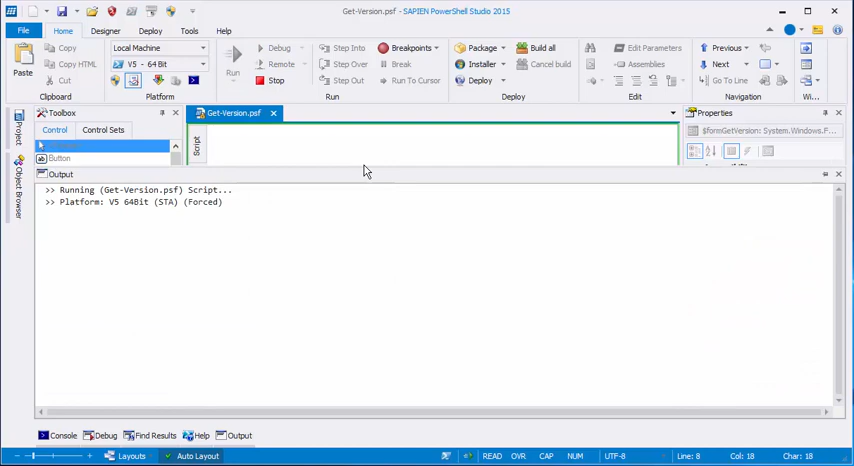 Get-Version.psf - SAPIEN PowerShell Studio 2015
File
Home
Designer
Deploy
Tools
Help
Paste
Copy
Copy HTML
Cut
Clipboard
Local Machine
V5 - 64 Bit
Platform
Run
Debug
Remote
Stop
Step Into
Step Over
Step Out
Breakpoints
Break
Run To Cursor
Run
Package
Installer
Deploy
Build all
Cancel build
Deploy
Edit Parameters
Assemblies
Edit
Previous
Next
Go To Line
Navigation
Wi...
Project
Object Browser
Toolbox
Control
Control Sets
Button
Get-Version.psf
Script
Properties
$formGetVersion: System.Windows.F...
Output
>> Running (Get-Version.psf) Script...
>> Platform: V5 64Bit (STA) (Forced)
Console
Debug
Find Results
Help
Output
Layouts
Auto Layout
READ
OVR
CAP
NUM
UTF-8
Line: 8
Col: 18
Char: 18